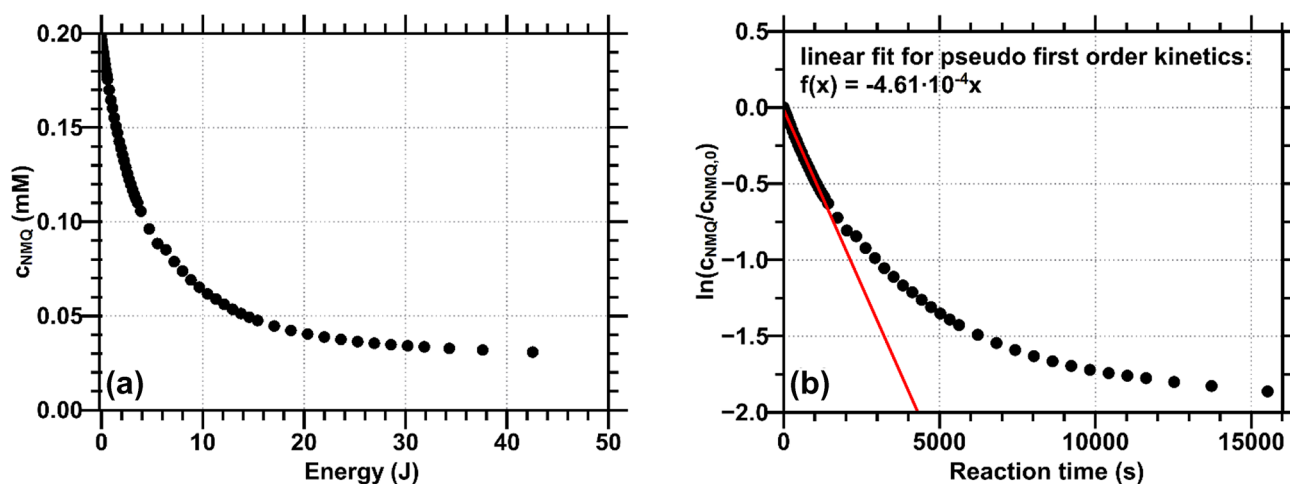 0.20
0.15
0.10
0.05
0.00
cNMQ (mM)
(a)
0 10 20 30 40 50
Energy (J)
0.5
0.0
-0.5
-1.0
-1.5
-2.0
ln(cNMQ/cNMQ,0)
linear fit for pseudo first order kinetics:
f(x) = -4.61·10⁻⁴x
(b)
0 5000 10000 15000
Reaction time (s)